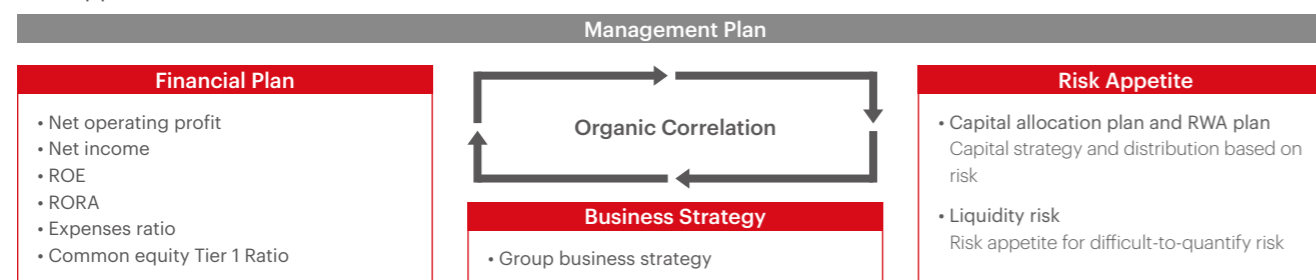 Management Plan
Financial Plan
• Net operating profit
• Net income
• ROE
• RORA
• Expenses ratio
• Common equity Tier 1 Ratio
Organic Correlation
Business Strategy
• Group business strategy
Risk Appetite
• Capital allocation plan and RWA plan
Capital strategy and distribution based on
risk
• Liquidity risk
Risk appetite for difficult-to-quantify risk